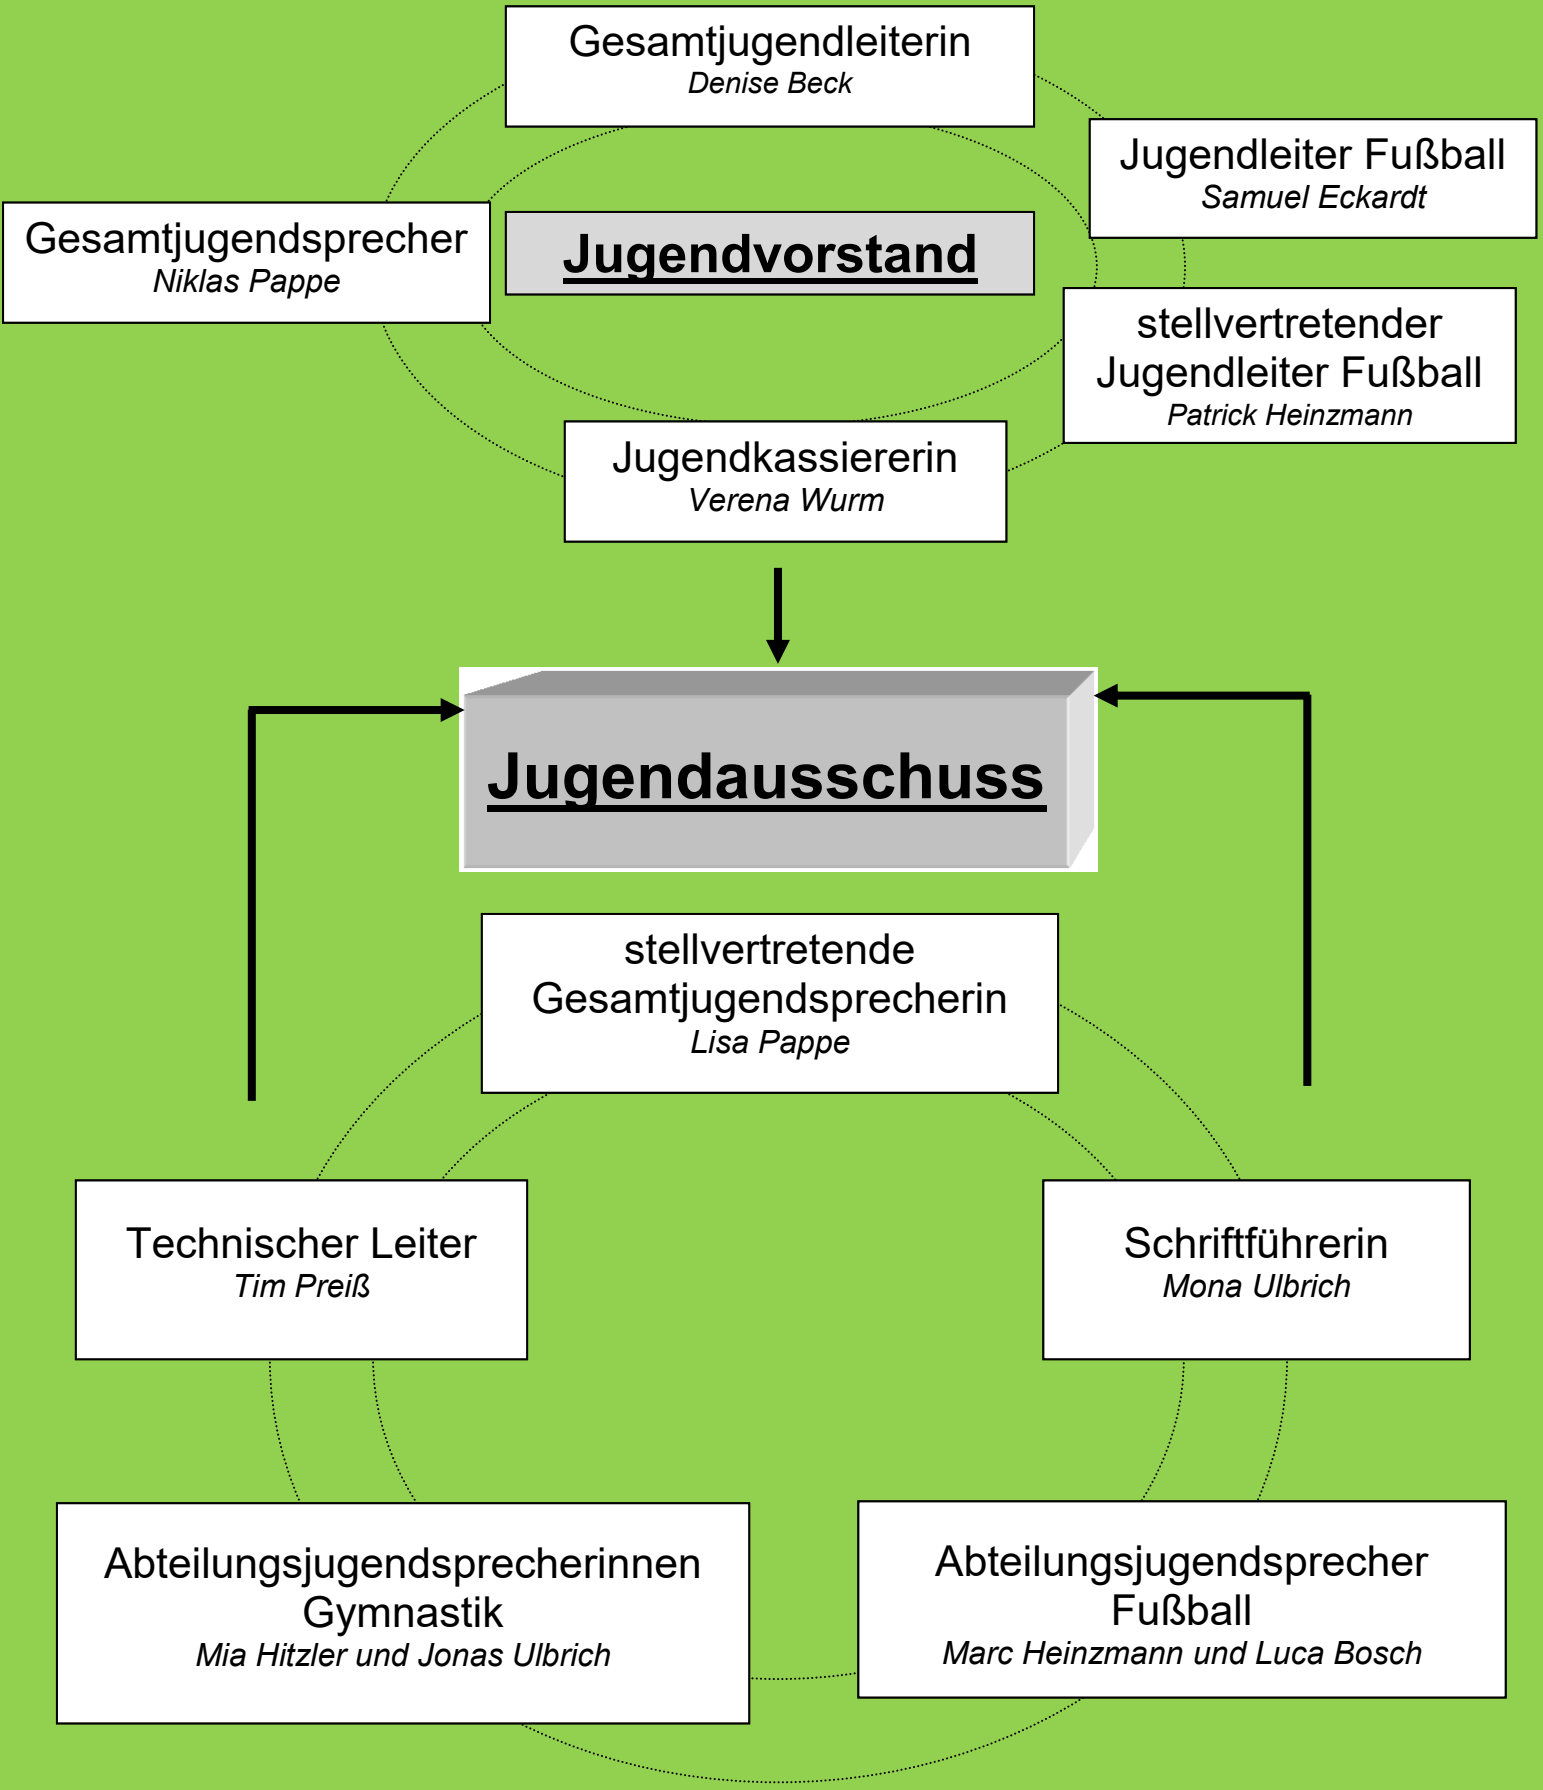 Gesamtjugendleiterin
Denise Beck
Jugendleiter Fußball
Samuel Eckardt
Gesamtjugendsprecher
Niklas Pappe
Jugendvorstand
stellvertretender
Jugendleiter Fußball
Patrick Heinzmann
Jugendkassiererin
Verena Wurm
Jugendausschuss
stellvertretende
Gesamtjugendsprecherin
Lisa Pappe
Technischer Leiter
Tim Preiß
Schriftführerin
Mona Ulbrich
Abteilungsjugendsprecherinnen
Gymnastik
Mia Hitzler und Jonas Ulbrich
Abteilungsjugendsprecher
Fußball
Marc Heinzmann und Luca Bosch